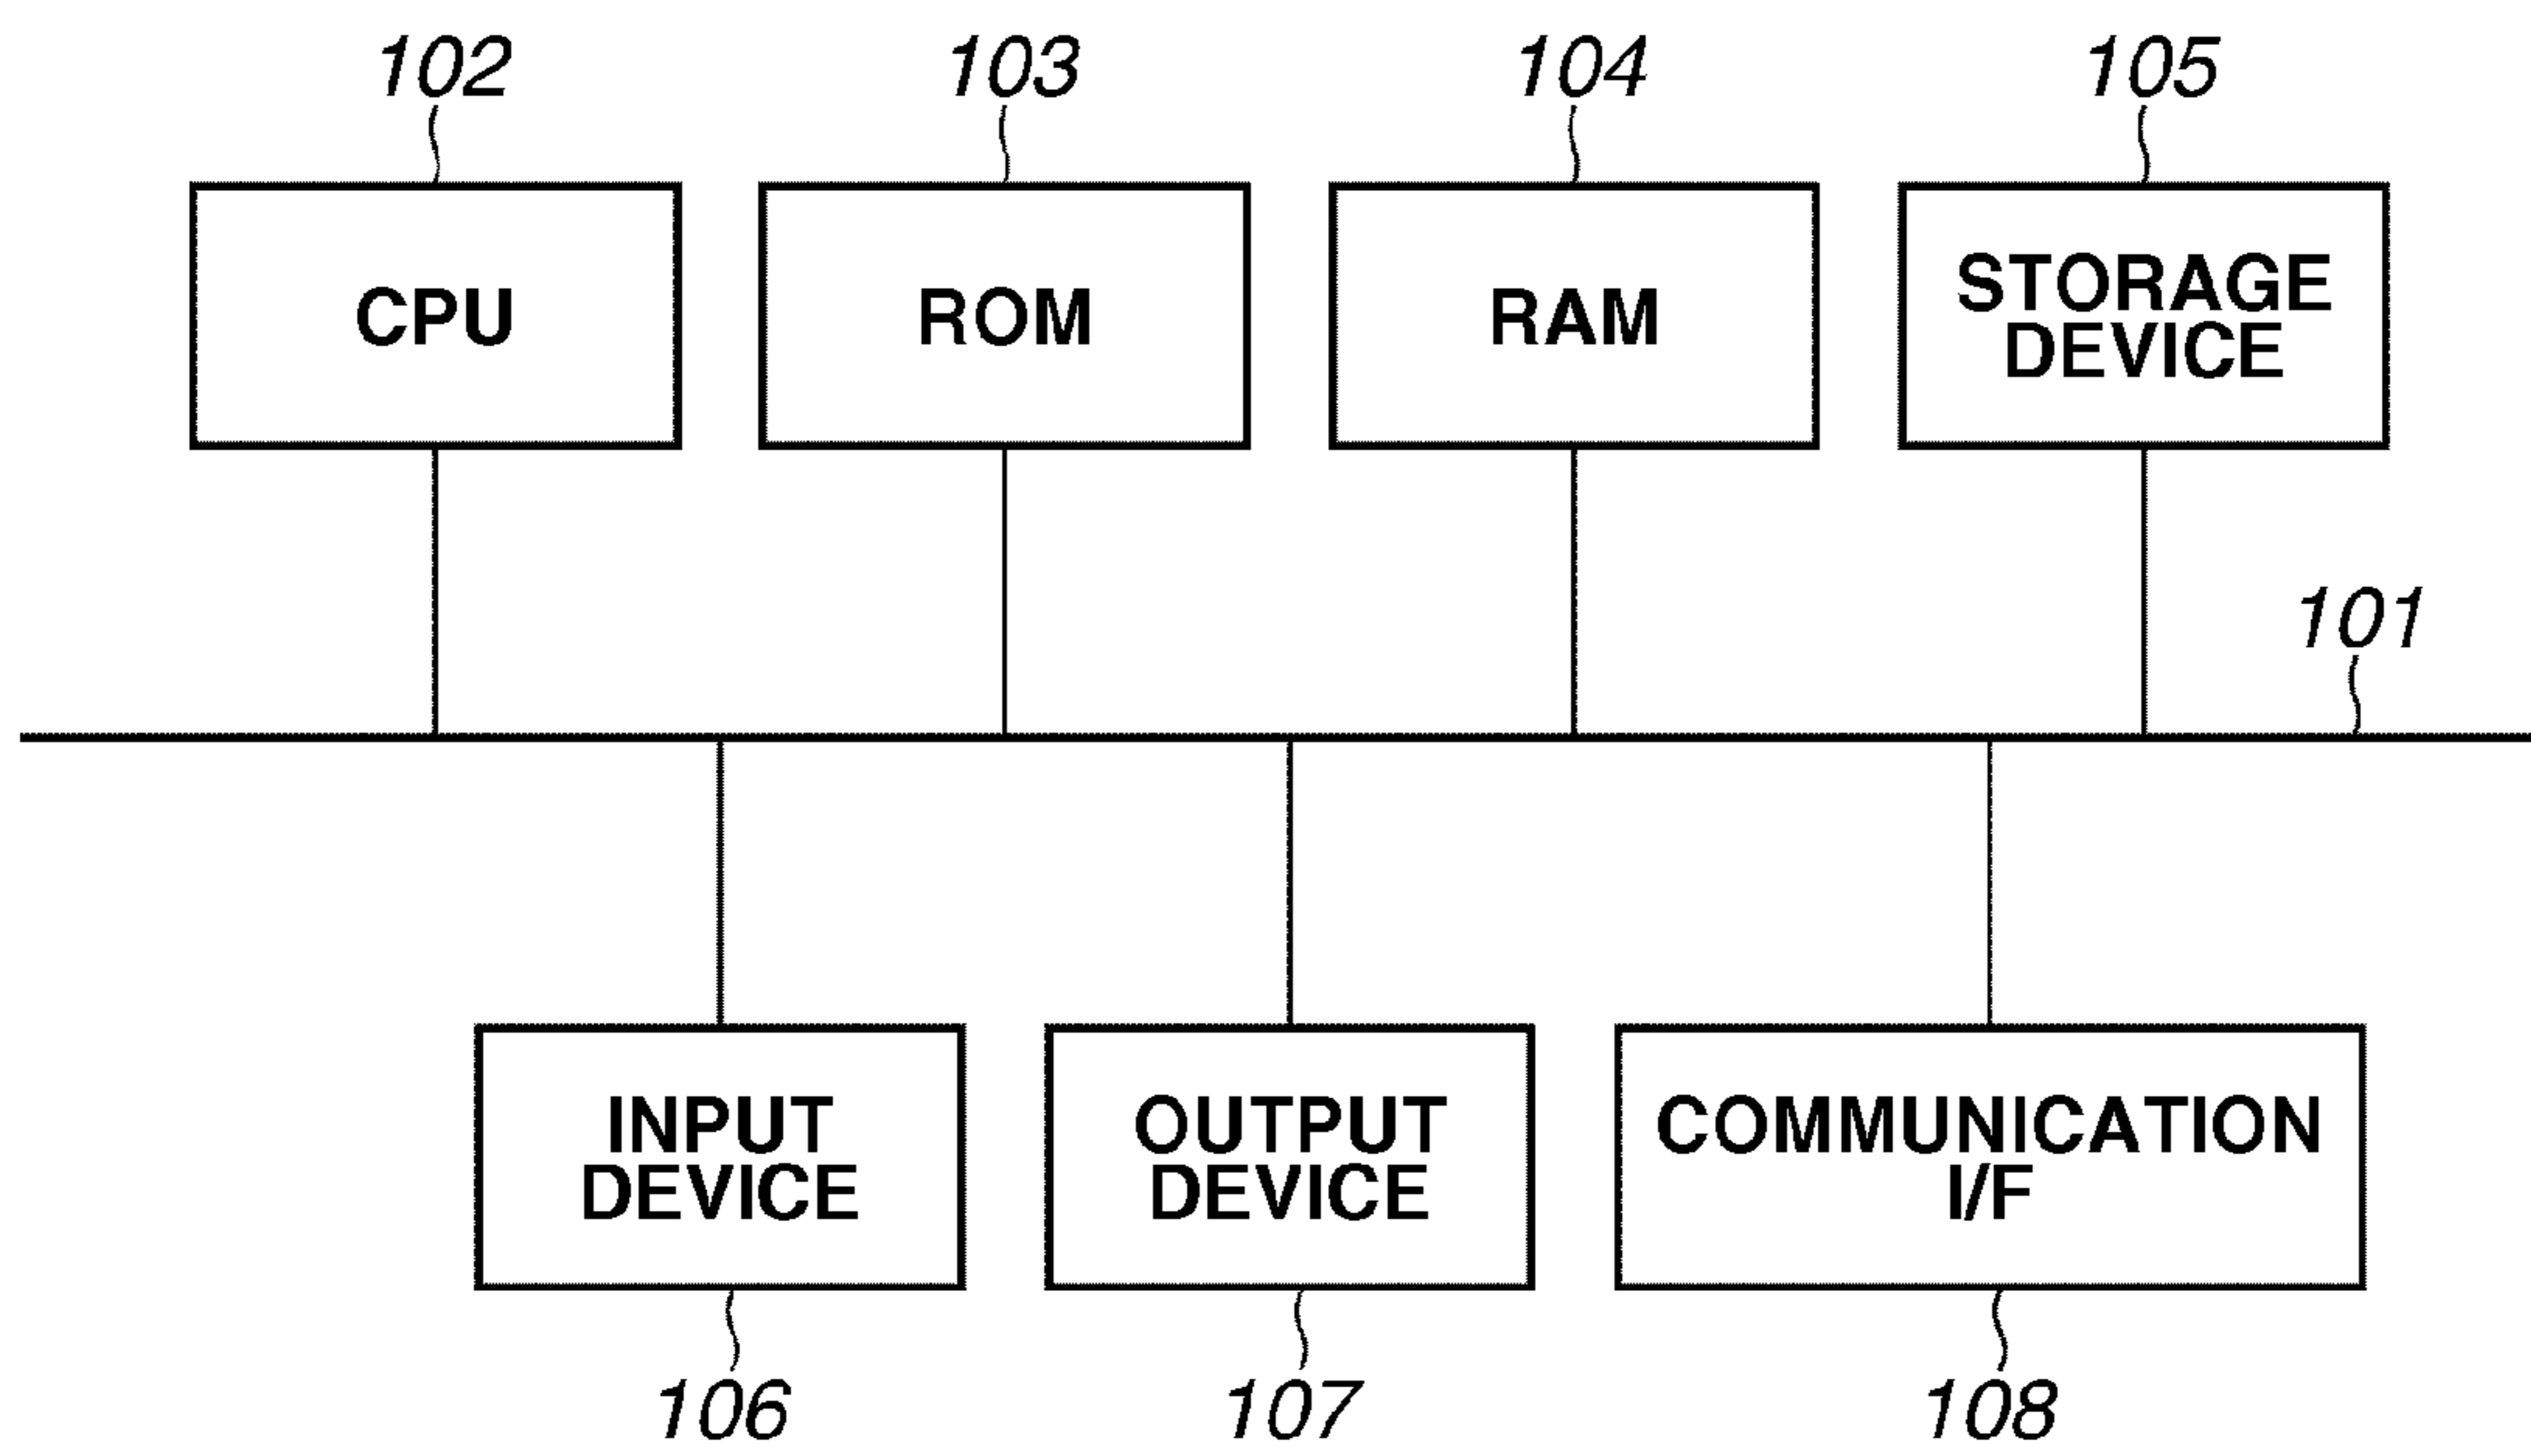 102
103
104
105
CPU
ROM
RAM
STORAGE
DEVICE
101
INPUT
DEVICE
OUTPUT
DEVICE
COMMUNICATION
I/F
106
107
108